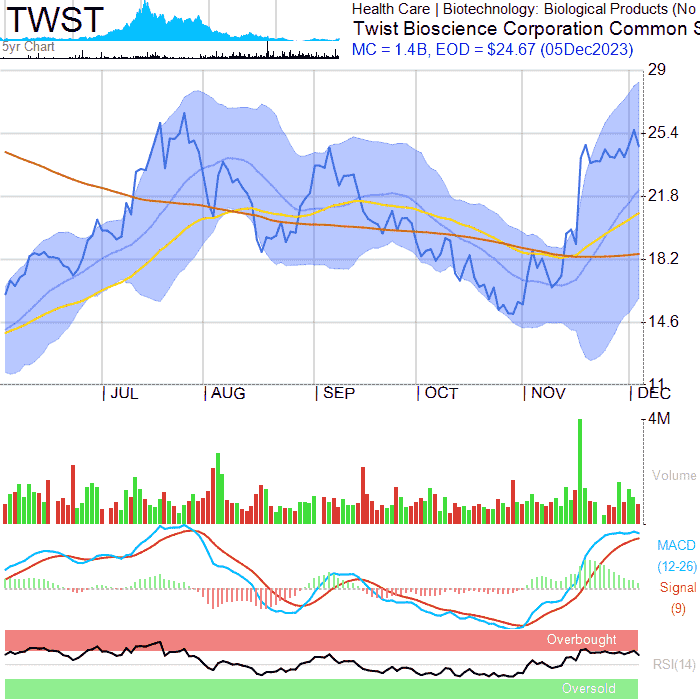 TWST
5yr Chart
Health Care | Biotechnology: Biological Products (No
Twist Bioscience Corporation Common S
MC = 1.4B, EOD = $24.67 (05Dec2023)
29
25.4
21.8
18.2
14.6
11
| JUL | AUG | SEP | OCT | NOV | DEC
4M
Volume
MACD
(12-26)
Signal
(9)
Overbought
RSI(14)
Oversold